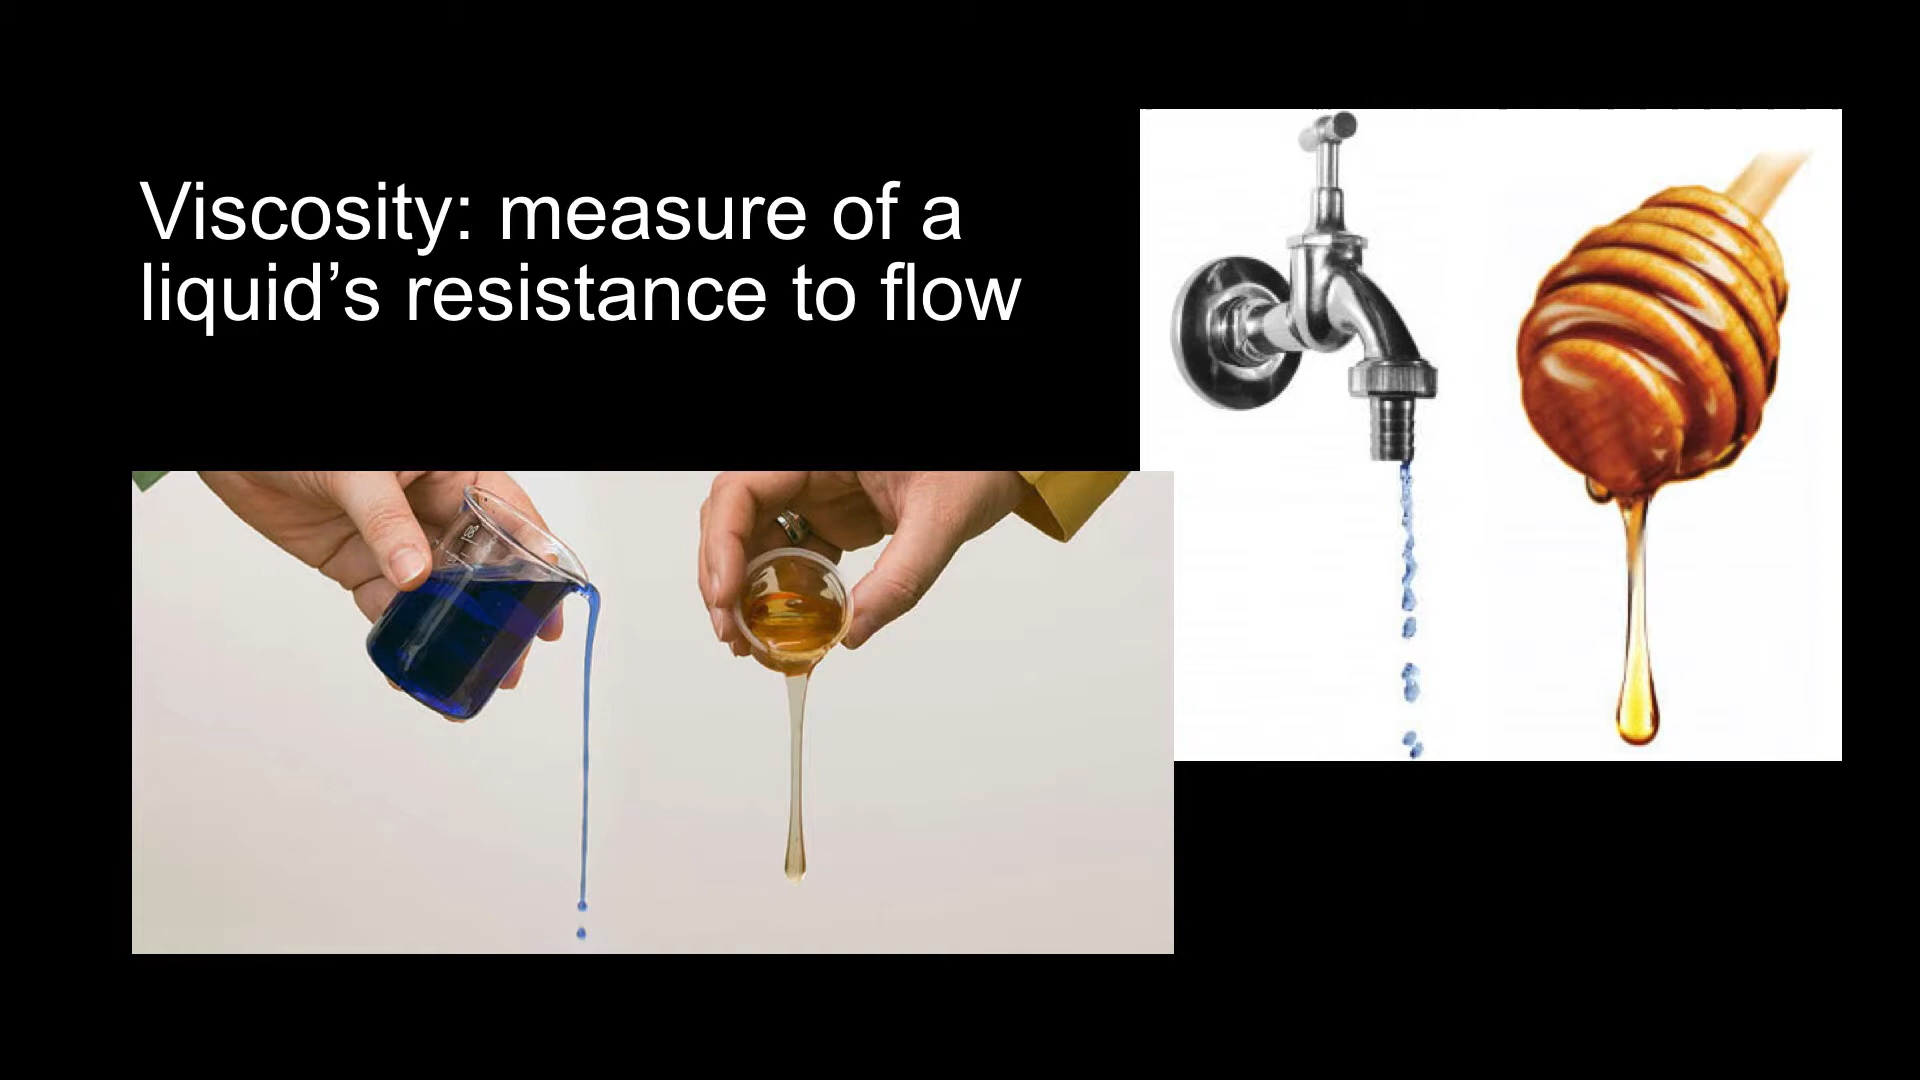 Viscosity: measure of a
liquid’s resistance to flow